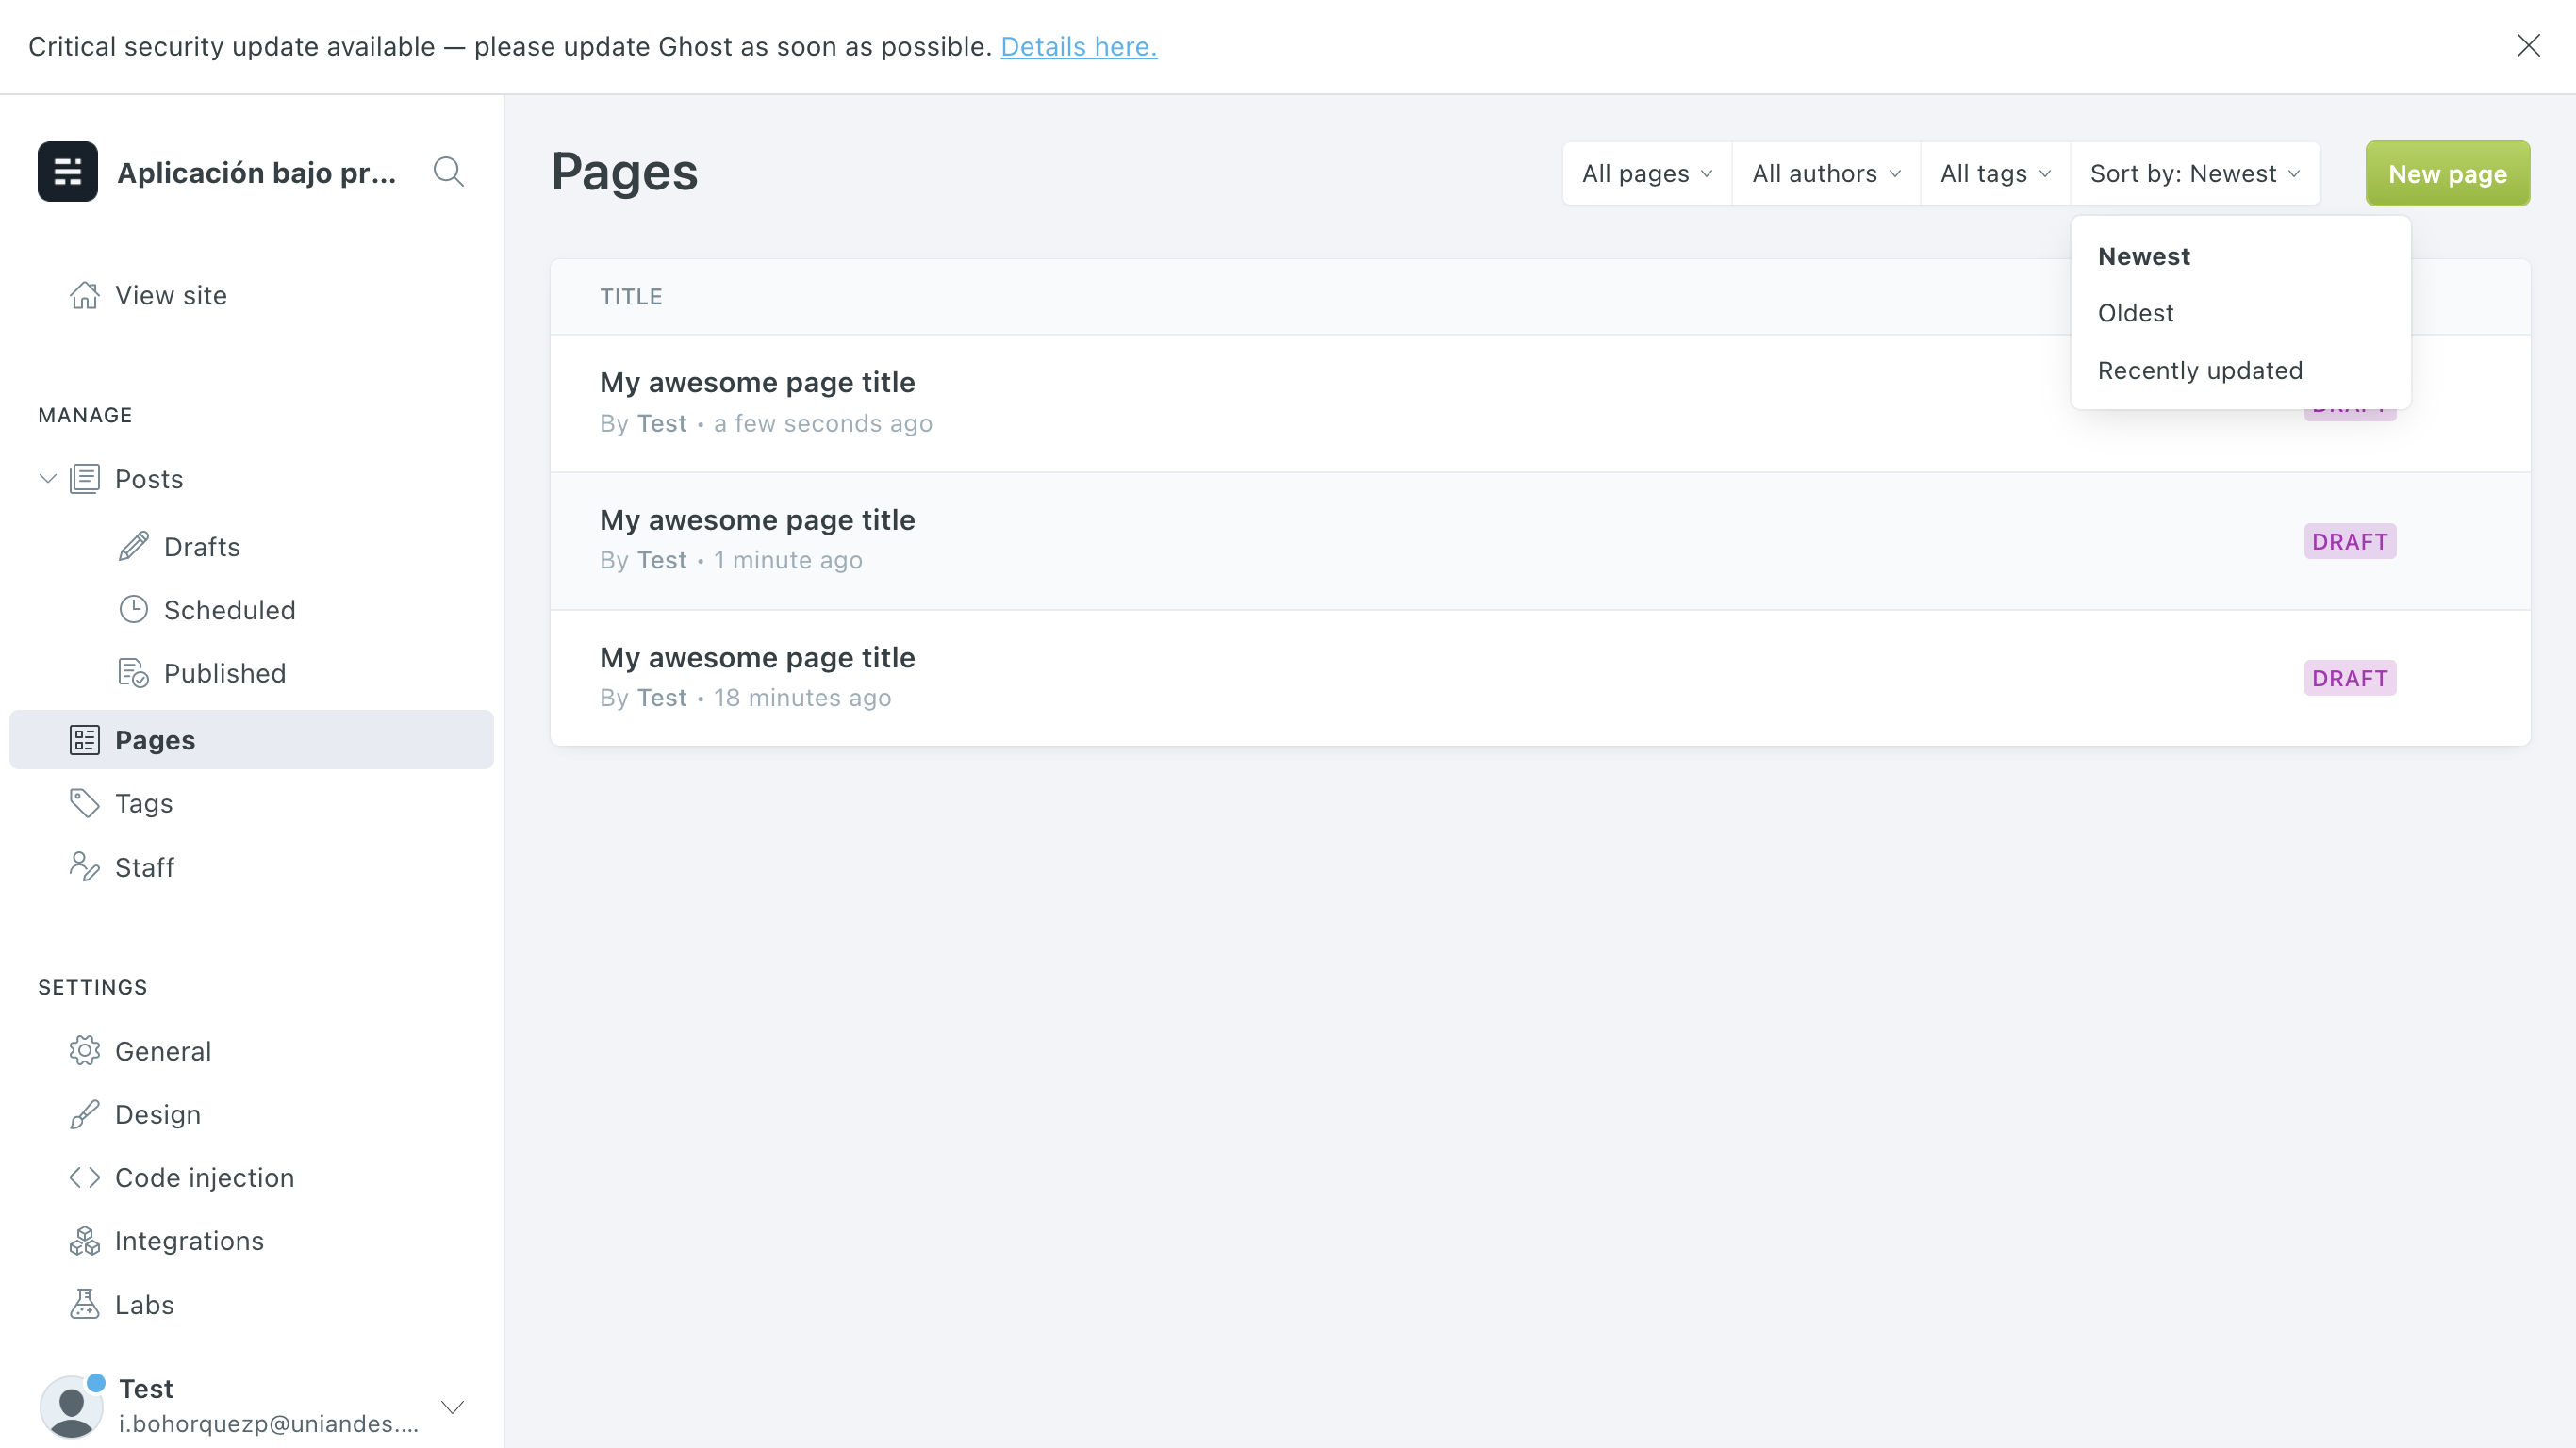 Critical security update available — please update Ghost as soon as possible. Details here.
Aplicación bajo pr...
View site
MANAGE
Posts
Drafts
Scheduled
Published
Pages
Tags
Staff
SETTINGS
General
Design
Code injection
Integrations
Labs
Test
i.bohorquezp@uniandes....
Pages
All pages
All authors
All tags
Sort by: Newest
New page
Newest
Oldest
Recently updated
TITLE
My awesome page title
By Test • a few seconds ago
DRAFT
My awesome page title
By Test • 1 minute ago
DRAFT
My awesome page title
By Test • 18 minutes ago
DRAFT